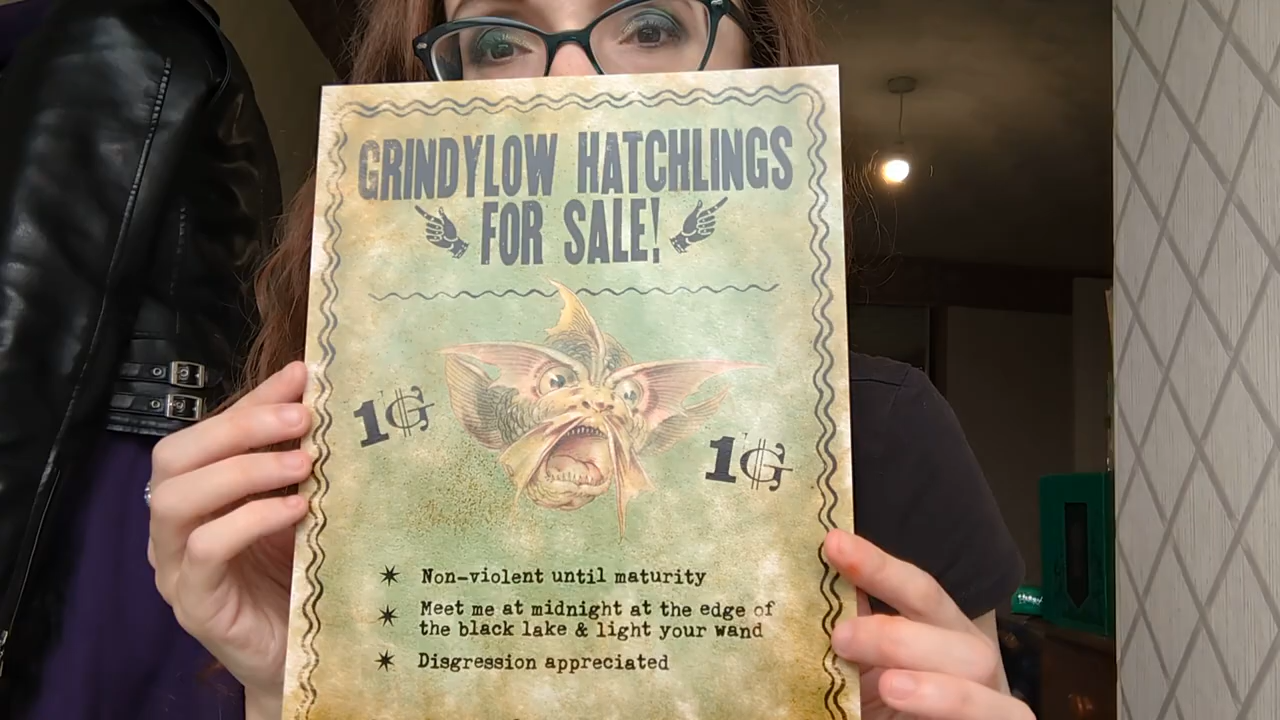 GRINDYLOW HATCHLINGS
FOR SALE!
1G
1G
Non-violent until maturity
Meet me at midnight at the edge of
the black lake & light your wand
Disgression appreciated